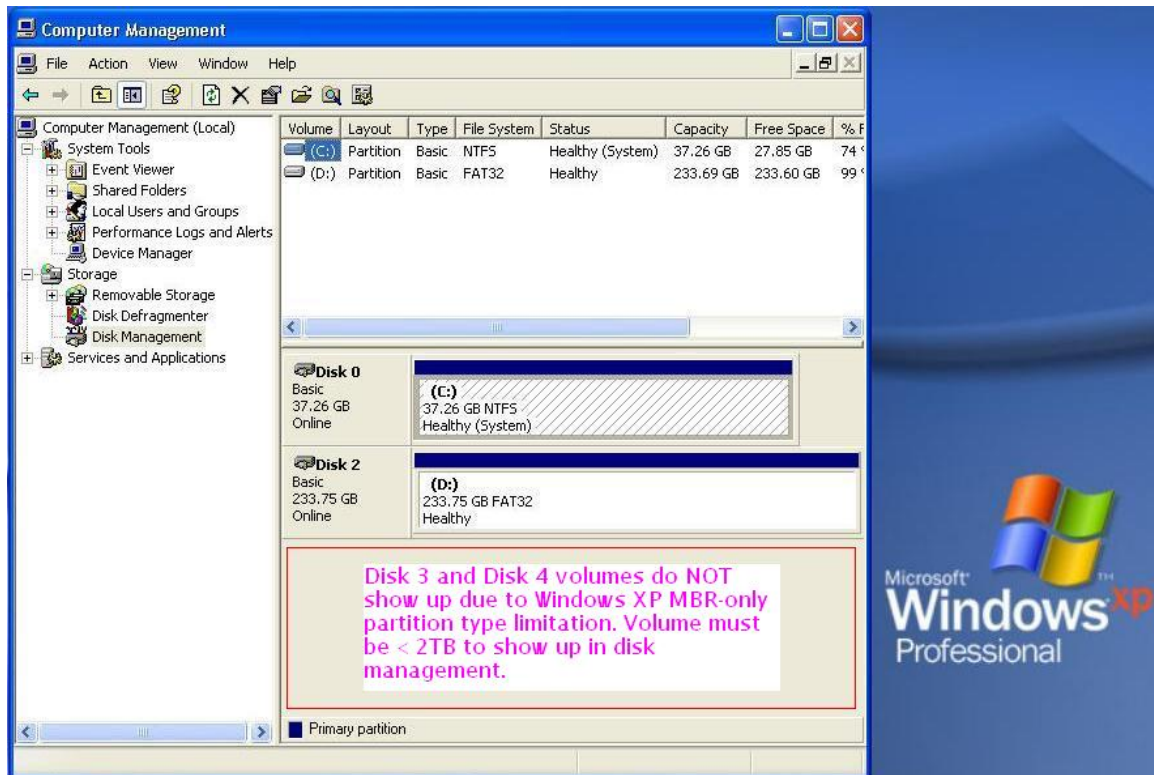 Computer Management
File Action View Window Help
Computer Management (Local)
System Tools
Event Viewer
Shared Folders
Local Users and Groups
Performance Logs and Alerts
Device Manager
Storage
Removable Storage
Disk Defragmenter
Disk Management
Services and Applications
Volume Layout Type File System Status Capacity Free Space %
(C:) Partition Basic NTFS Healthy (System) 37.26 GB 27.85 GB 74
(D:) Partition Basic FAT32 Healthy 233.69 GB 233.60 GB 99
Disk 0
Basic
37.26 GB
Online
(C:)
37.26 GB NTFS
Healthy (System)
Disk 2
Basic
233.75 GB
Online
(D:)
233.75 GB FAT32
Healthy
Disk 3 and Disk 4 volumes do NOT
show up due to Windows XP MBR-only
partition type limitation. Volume must
be < 2TB to show up in disk
management.
Primary partition
Microsoft
Windows xp
Professional